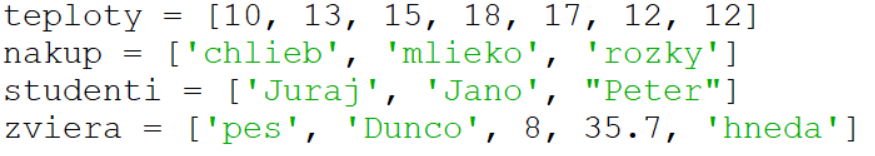 teploty = [10, 13, 15, 18, 17, 12, 12]
nakup = ['chlieb', 'mlieko', 'rozky']
studenti = ['Juraj', 'Jano', "Peter"]
zviera = ['pes', 'Dunco', 8, 35.7, 'hneda']